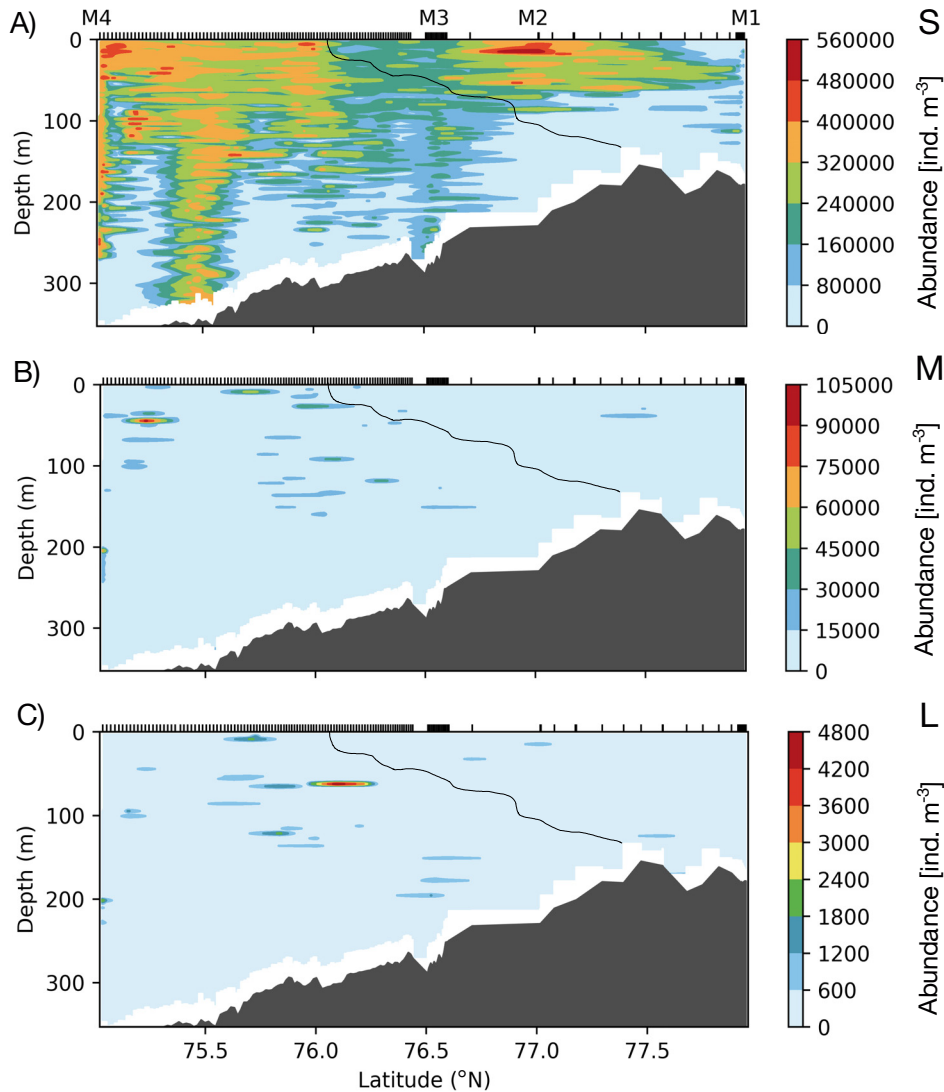 A)
M4
M3
M2
M1
S
0
100
200
300
Depth (m)
560000
480000
400000
320000
240000
160000
80000
0
Abundance [ind. m-3]
B)
M
0
100
200
300
Depth (m)
105000
90000
75000
60000
45000
30000
15000
0
Abundance [ind. m-3]
C)
L
0
100
200
300
Depth (m)
4800
4200
3600
3000
2400
1800
1200
600
0
Abundance [ind. m-3]
75.5
76.0
76.5
77.0
77.5
Latitude (°N)